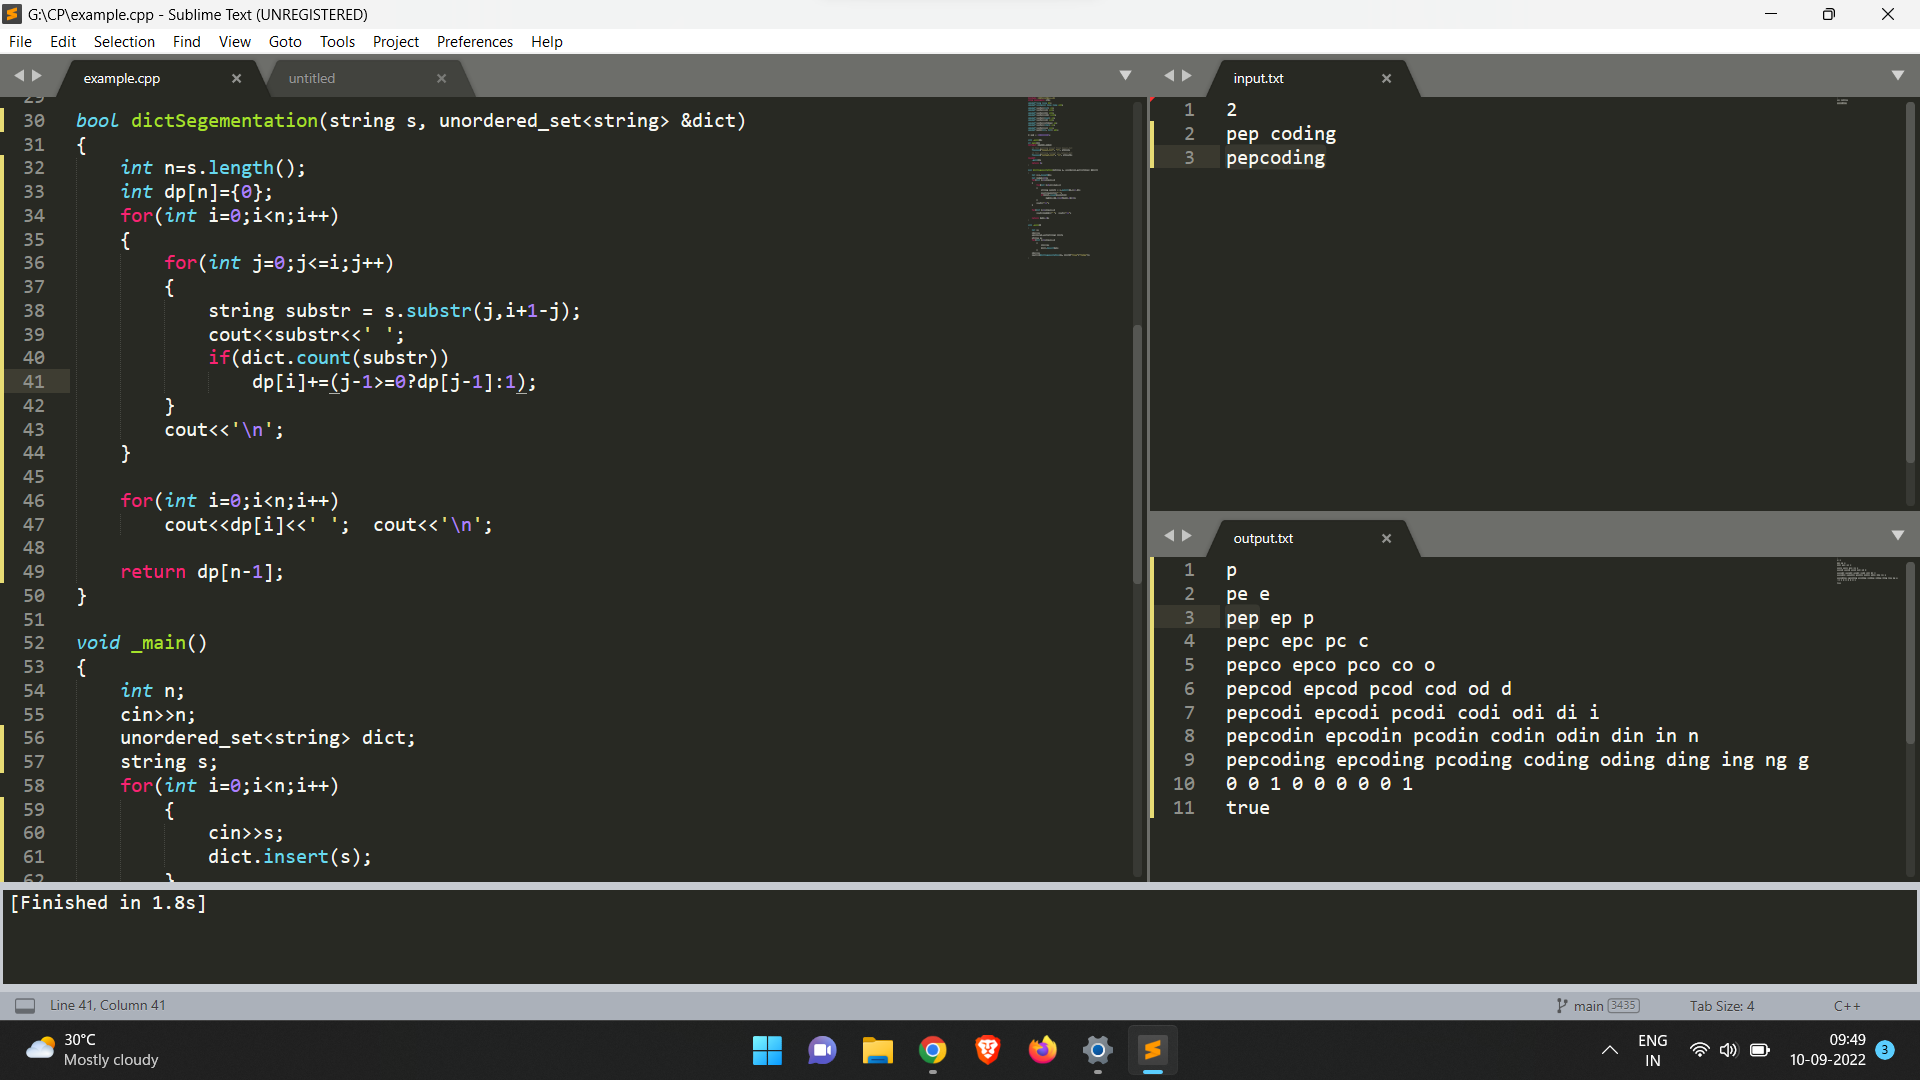 G:\CP\example.cpp - Sublime Text (UNREGISTERED)
File Edit Selection Find View Goto Tools Project Preferences Help
example.cpp
untitled
29
30 bool dictSegementation(string s, unordered_set<string> &dict)
31 {
32 int n=s.length();
33 int dp[n]={0};
34 for(int i=0;i<n;i++)
35 {
36 for(int j=0;j<=i;j++)
37 {
38 string substr = s.substr(j,i+1-j);
39 cout<<substr<<' ';
40 if(dict.count(substr))
41 dp[i]+=(j-1>=0?dp[j-1]:1);
42 }
43 cout<<'\n';
44 }
45
46 for(int i=0;i<n;i++)
47 cout<<dp[i]<<' ';  cout<<'\n';
48
49 return dp[n-1];
50 }
51
52 void _main()
53 {
54 int n;
55 cin>>n;
56 unordered_set<string> dict;
57 string s;
58 for(int i=0;i<n;i++)
59 {
60 cin>>s;
61 dict.insert(s);
62 }
input.txt
1 2
2 pep coding
3 pepcoding
output.txt
1 p
2 pe e
3 pep ep p
4 pepc epc pc c
5 pepco epco pco co o
6 pepcod epcod pcod cod od d
7 pepcodi epcodi pcodi codi odi di i
8 pepcodin epcodin pcodin codin odin din in n
9 pepcoding epcoding pcoding coding oding ding ing ng g
10 0 0 1 0 0 0 0 0 1
11 true
[Finished in 1.8s]
Line 41, Column 41
main 3435
Tab Size: 4
C++
30°C
Mostly cloudy
ENG
IN
09:49
10-09-2022
3